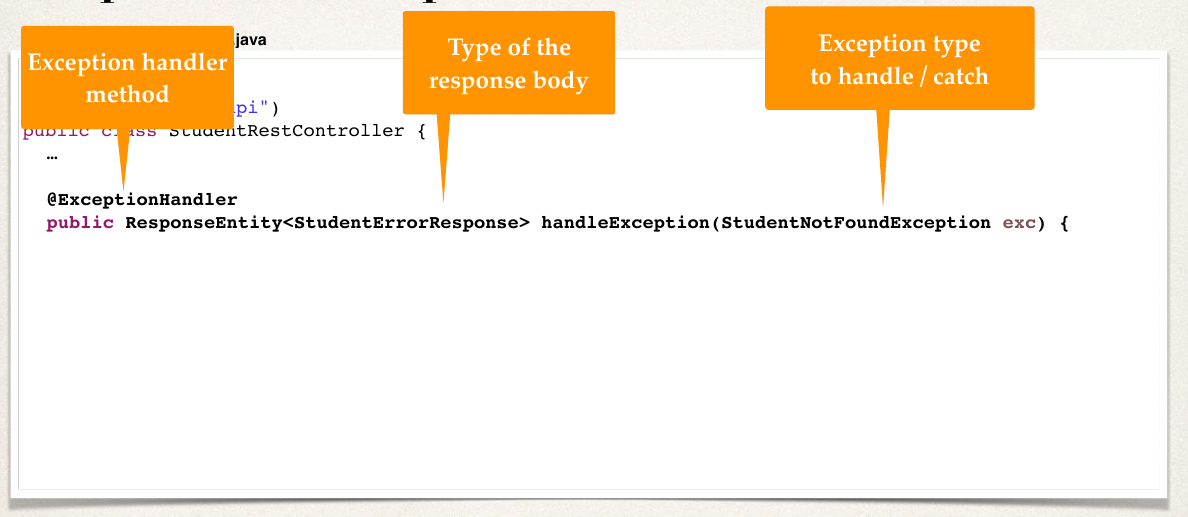 .java
Exception handler
method
Type of the
response body
Exception type
to handle / catch
pi")
public class StudentRestController {
…
@ExceptionHandler
public ResponseEntity<StudentErrorResponse> handleException(StudentNotFoundException exc) {